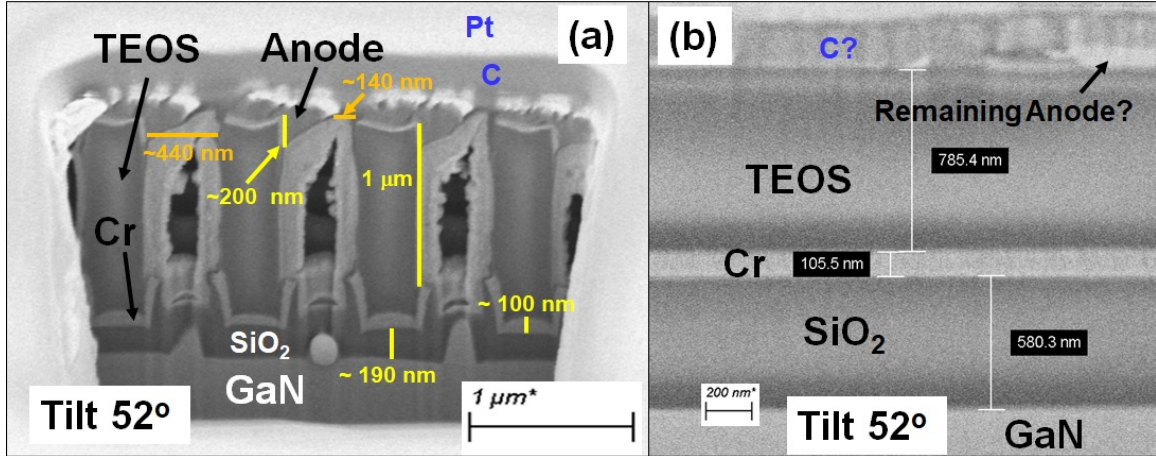 TEOS
Anode
Pt
(a)
C
~140 nm
~440 nm
~200 nm
1 μm
Cr
~ 100 nm
SiO₂
~ 190 nm
GaN
1 µm*
Tilt 52º
(b)
C?
Remaining Anode?
785.4 nm
TEOS
Cr
105.5 nm
SiO₂
580.3 nm
200 nm*
Tilt 52º
GaN